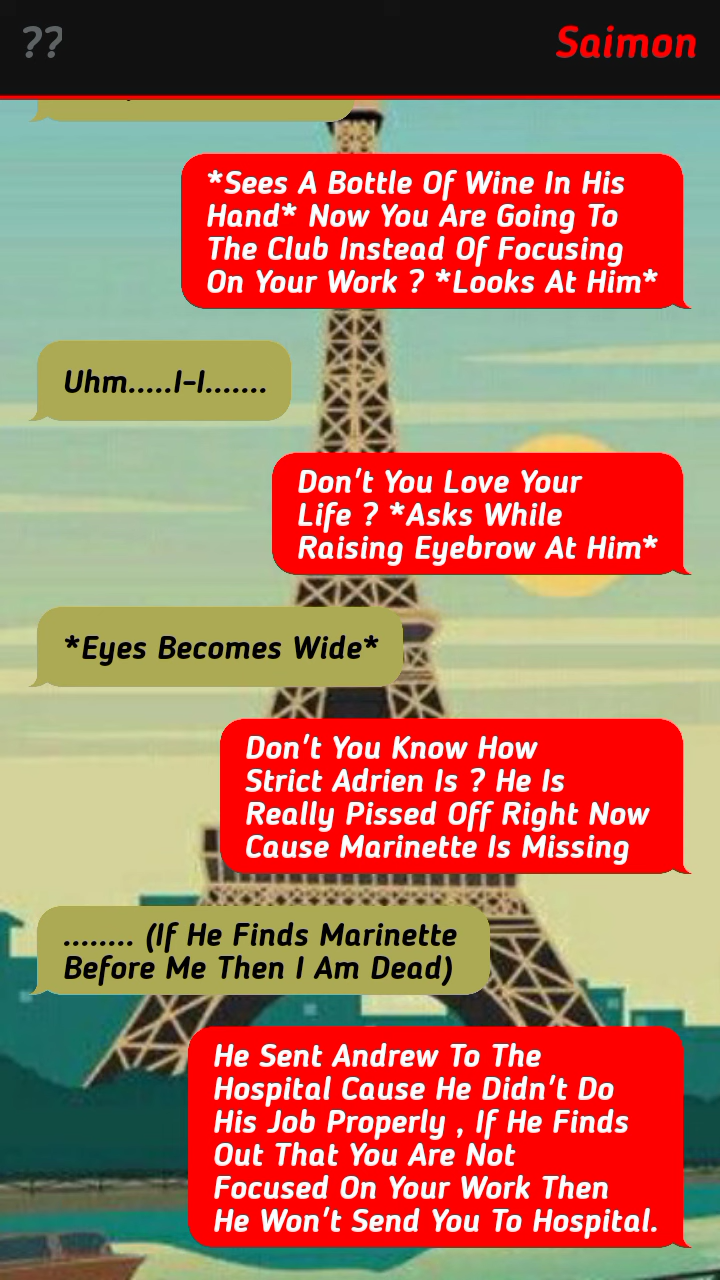 ??
Saimon
*Sees A Bottle Of Wine In His
Hand* Now You Are Going To
The Club Instead Of Focusing
On Your Work ? *Looks At Him*
Uhm.....I-I.......
Don't You Love Your
Life ? *Asks While
Raising Eyebrow At Him*
*Eyes Becomes Wide*
Don't You Know How
Strict Adrien Is ? He Is
Really Pissed Off Right Now
Cause Marinette Is Missing
........ (If He Finds Marinette
Before Me Then I Am Dead)
He Sent Andrew To The
Hospital Cause He Didn't Do
His Job Properly , If He Finds
Out That You Are Not
Focused On Your Work Then
He Won't Send You To Hospital.